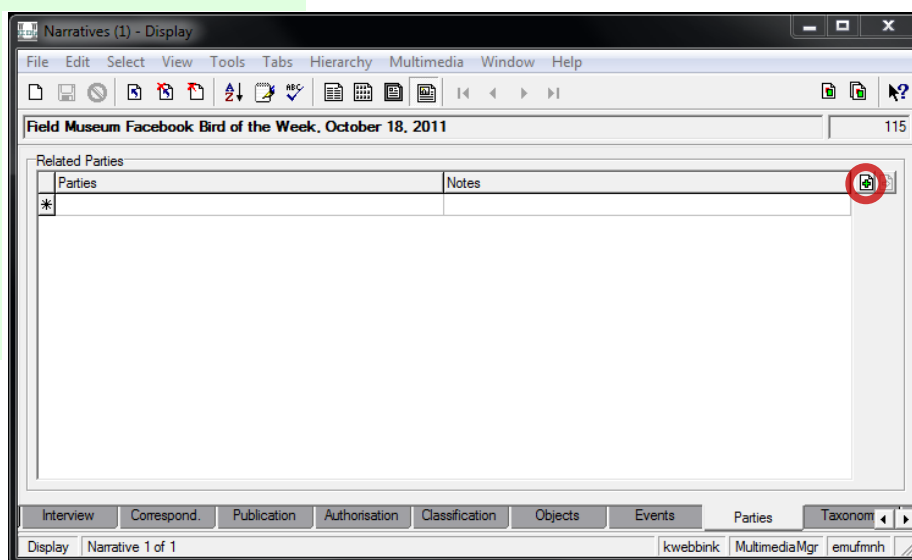 Narratives (1) - Display
File Edit Select View Tools Tabs Hierarchy Multimedia Window Help
Field Museum Facebook Bird of the Week, October 18, 2011 115
Related Parties
Parties Notes
Interview Correspond. Publication Authorisation Classification Objects Events Parties Taxonom
Display Narrative 1 of 1 kwebbink MultimediaMgr emufmnh